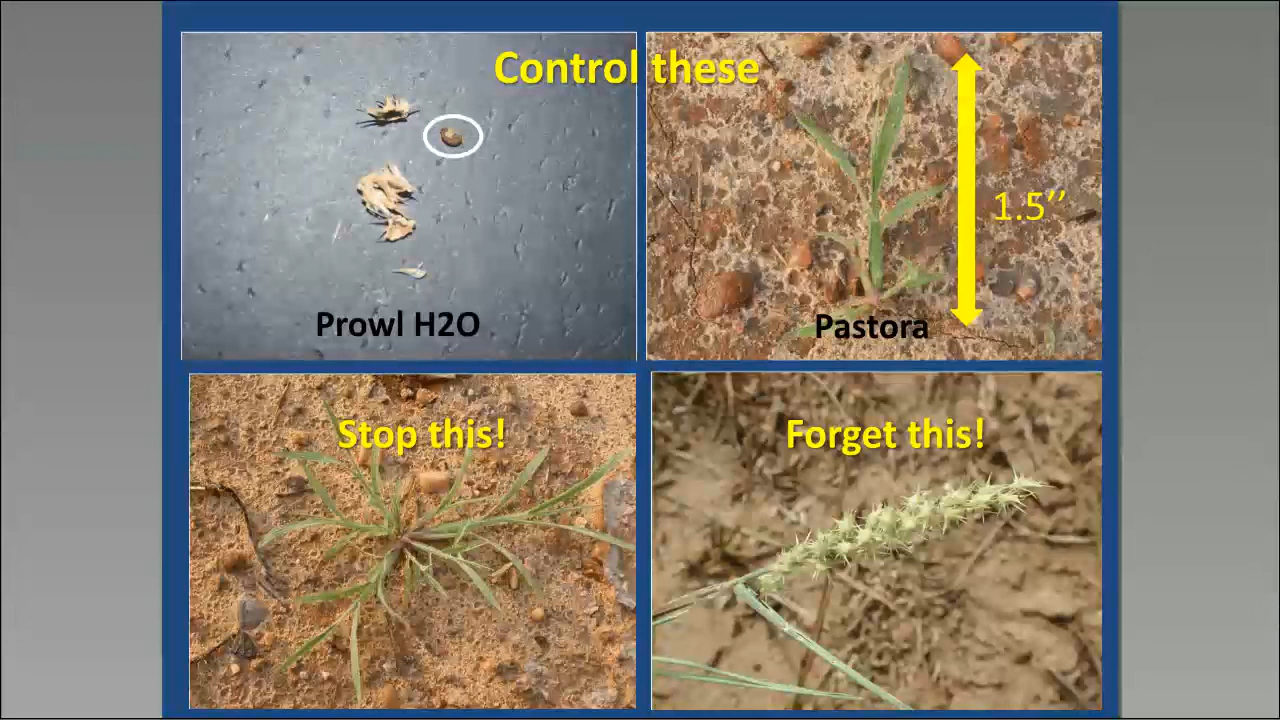 Control these
1.5’’
Prowl H2O
Pastora
Stop this!
Forget this!